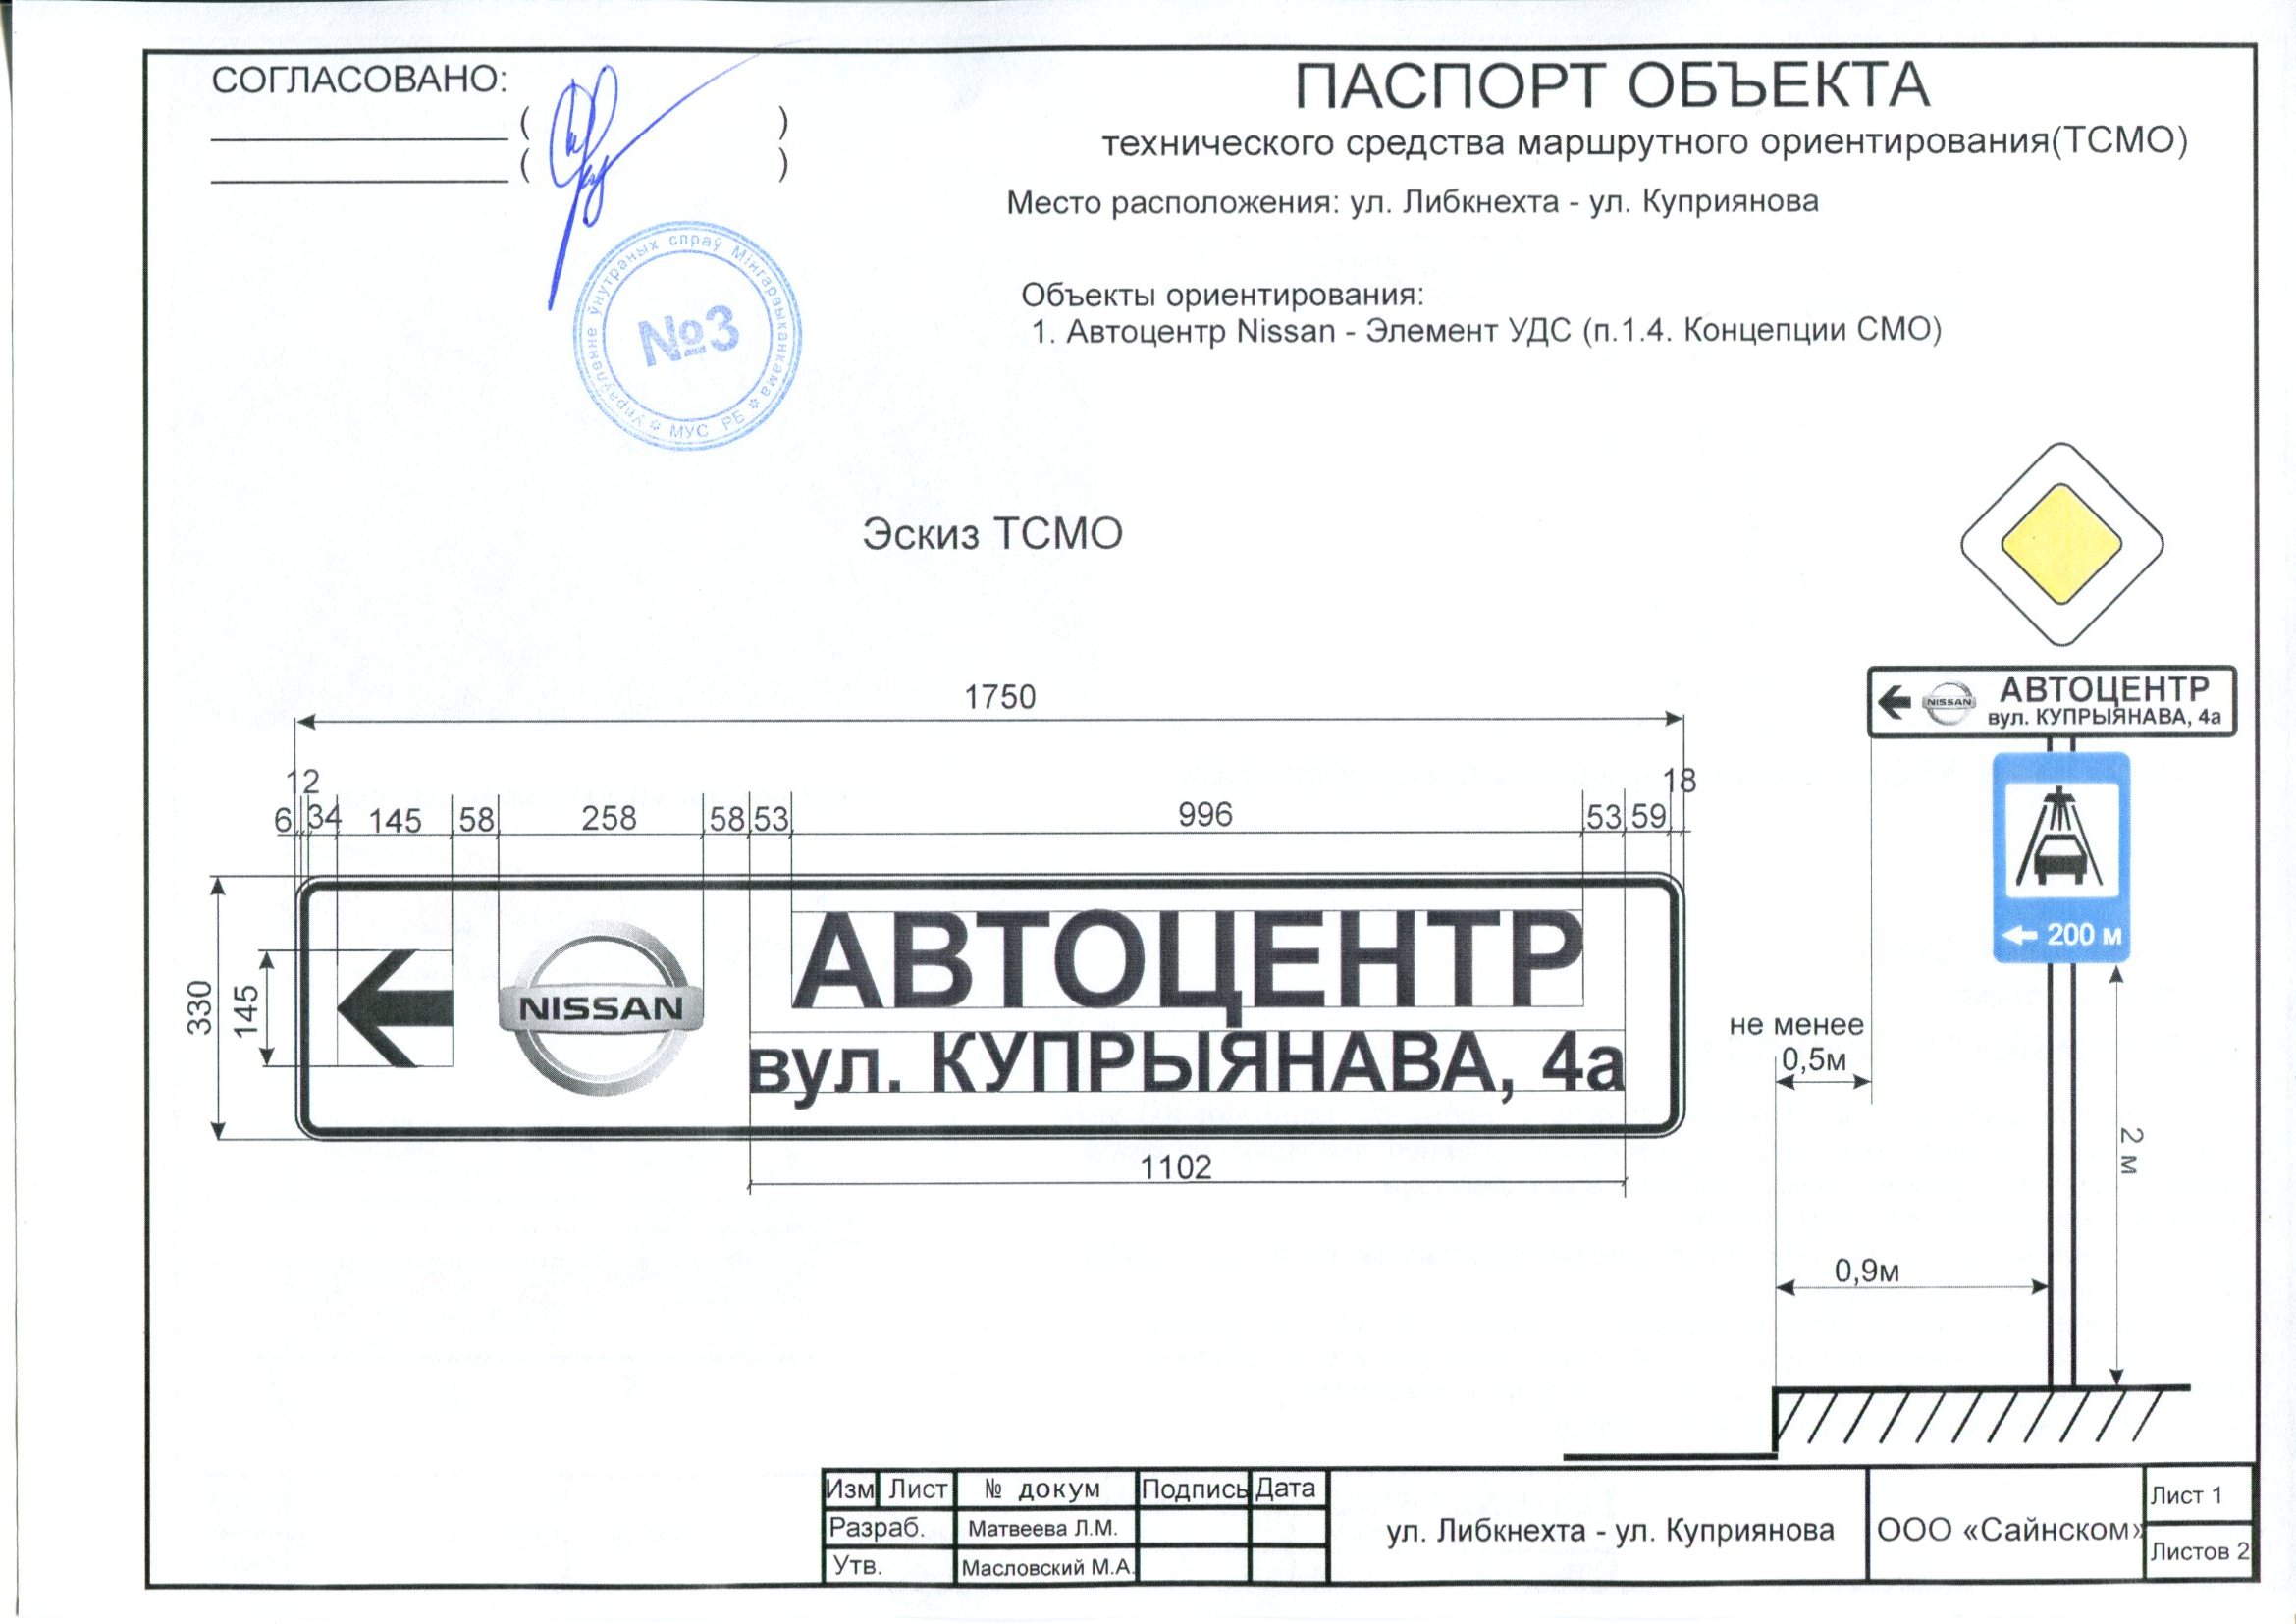 СОГЛАСОВАНО:
ПАСПОРТ ОБЪЕКТА
технического средства маршрутного ориентирования(ТСМО)
Место расположения: ул. Либкнехта - ул. Куприянова
Объекты ориентирования:
1. Автоцентр Nissan - Элемент УДС (п.1.4. Концепции СМО)
Упраўленне ўнутраных спраў Мінгарвыканкама
МУС РБ
№3
Эскиз ТСМО
1750
12
18
6 34 145 58 258 58 53 996 53 59
330
145
NISSAN
АВТОЦЕНТР
вул. КУПРЫЯНАВА, 4а
1102
NISSAN
АВТОЦЕНТР
вул. КУПРЫЯНАВА, 4а
200 м
не менее
0,5м
2 м
0,9м
Изм Лист № докум Подпись Дата
Разраб. Матвеева Л.М.
Утв. Масловский М.А.
ул. Либкнехта - ул. Куприянова
ООО «Сайнском»
Лист 1
Листов 2